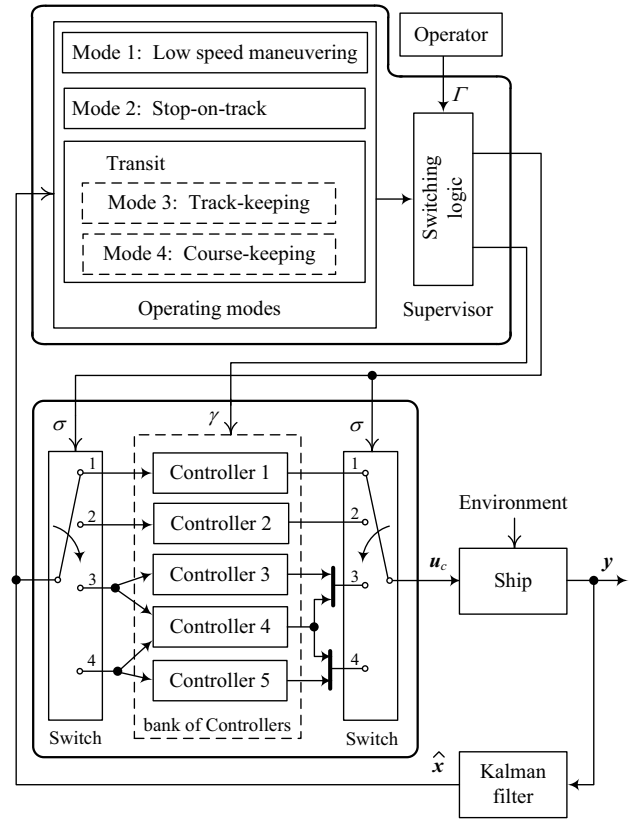 Mode 1: Low speed maneuvering
Operator
Mode 2: Stop-on-track
Γ
Transit
Mode 3: Track-keeping
Mode 4: Course-keeping
Switching
logic
Operating modes
Supervisor
σ
γ
σ
1
Controller 1
1
2
Controller 2
2
3
Controller 3
3
Controller 4
4
Controller 5
4
bank of Controllers
Switch
Switch
Environment
u_c
Ship
y
x̂
Kalman
filter